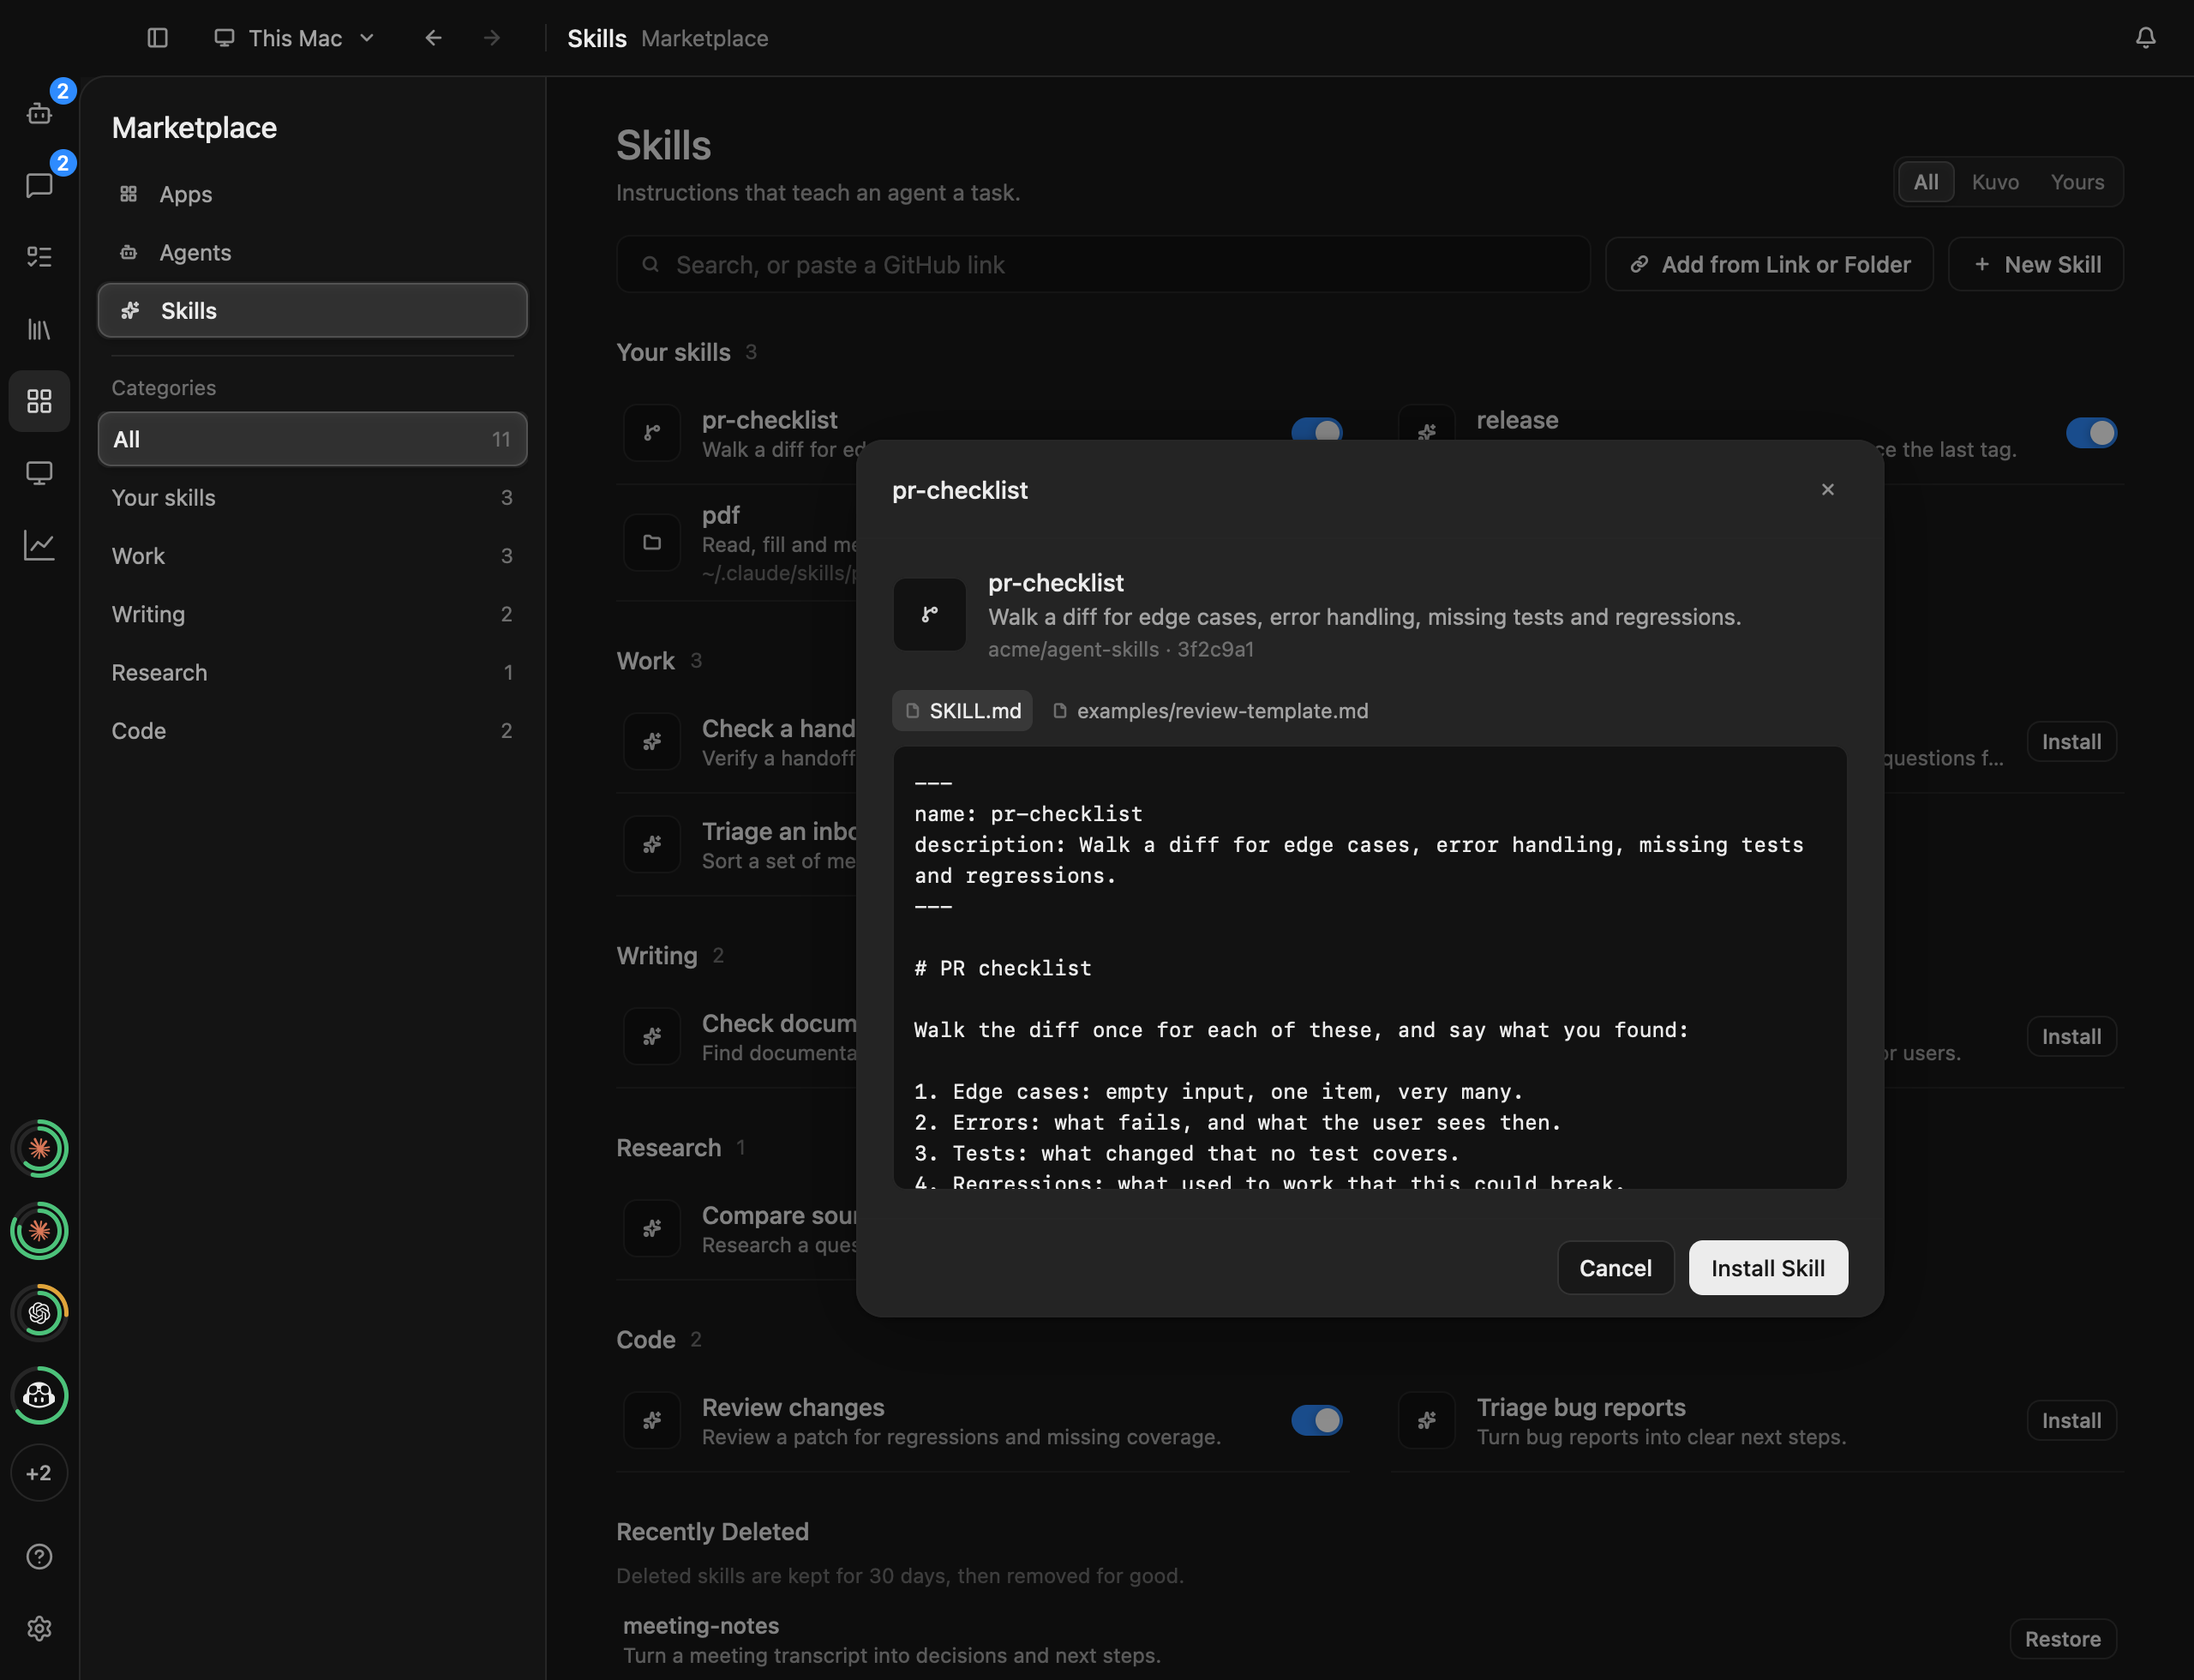 This Mac
Skills Marketplace
2
2
Marketplace
Apps
Agents
Skills
Categories
All 11
Your skills 3
Work 3
Writing 2
Research 1
Code 2
+2
Skills
Instructions that teach an agent a task.
All Kuvo Yours
Search, or paste a GitHub link
Add from Link or Folder
+ New Skill
Your skills 3
pr-checklist
Walk a diff for
release
the last tag.
pdf
Read, fill and
~/.claude/skills/
Work 3
Check a
Verify a handoff
questions f...
Install
Triage an
Sort a set of
Writing 2
Check
Find
users.
Install
Research 1
Compare
Research a
Code 2
Review changes
Review a patch for regressions and missing coverage.
Triage bug reports
Turn bug reports into clear next steps.
Install
Recently Deleted
Deleted skills are kept for 30 days, then removed for good.
meeting-notes
Turn a meeting transcript into decisions and next steps.
Restore
pr-checklist
pr-checklist
Walk a diff for edge cases, error handling, missing tests and regressions.
acme/agent-skills · 3f2c9a1
SKILL.md
examples/review-template.md
---
name: pr-checklist
description: Walk a diff for edge cases, error handling, missing tests
and regressions.
---
# PR checklist
Walk the diff once for each of these, and say what you found:
1. Edge cases: empty input, one item, very many.
2. Errors: what fails, and what the user sees then.
3. Tests: what changed that no test covers.
4. Regressions: what used to work that this could break.
Cancel
Install Skill